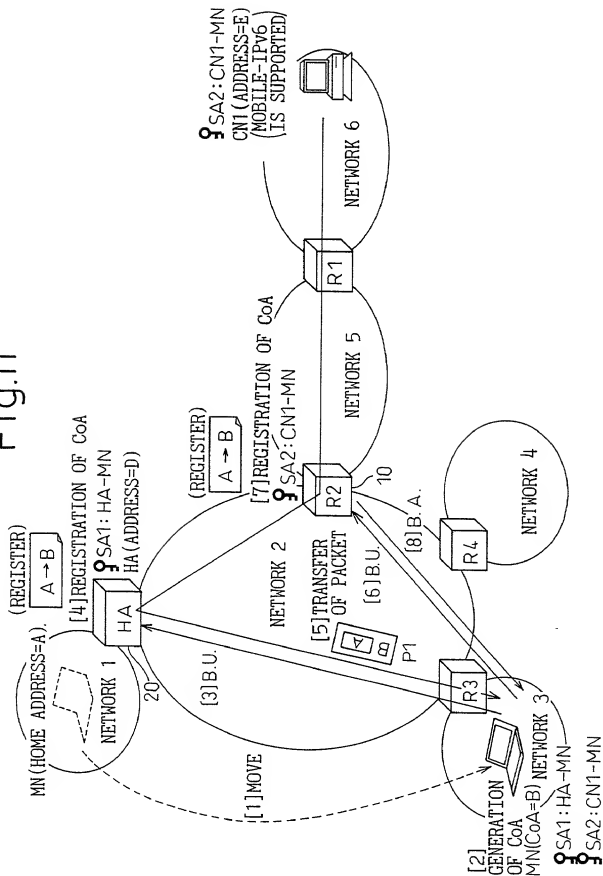 Fig.11
(REGISTER)
A → B
[4]REGISTRATION OF CoA
SA1: HA-MN
HA(ADDRESS=D)
HA
20
MN(HOME ADDRESS=A).
NETWORK 1
[1]MOVE
[3]B.U.
NETWORK 2
[5]TRANSFER
OF PACKET
B
A
P1
[6]B.U.
(REGISTER)
A → B
[7]REGISTRATION OF CoA
SA2: CN1-MN
R2
10
[8]B.A.
NETWORK 5
R1
NETWORK 6
SA2: CN1-MN
CN1(ADDRESS=E)
(MOBILE-IPv6
IS SUPPORTED)
R4
NETWORK 4
R3
NETWORK 3
[2]
GENERATION
OF CoA
MN(CoA=B)
SA1: HA-MN
SA2: CN1-MN